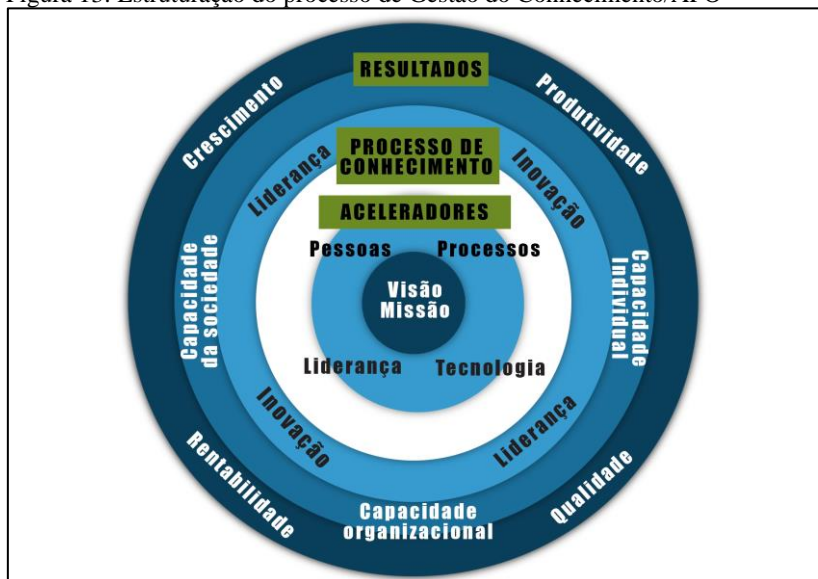 RESULTADOS
Crescimento
Produtividade
PROCESSO DE
CONHECIMENTO
Liderança
Inovação
ACELERADORES
Pessoas
Processos
Capacidade
da sociedade
Visão
Missão
Capacidade
Individual
Liderança
Tecnologia
Inovação
Liderança
Rentabilidade
Capacidade
organizacional
Qualidade